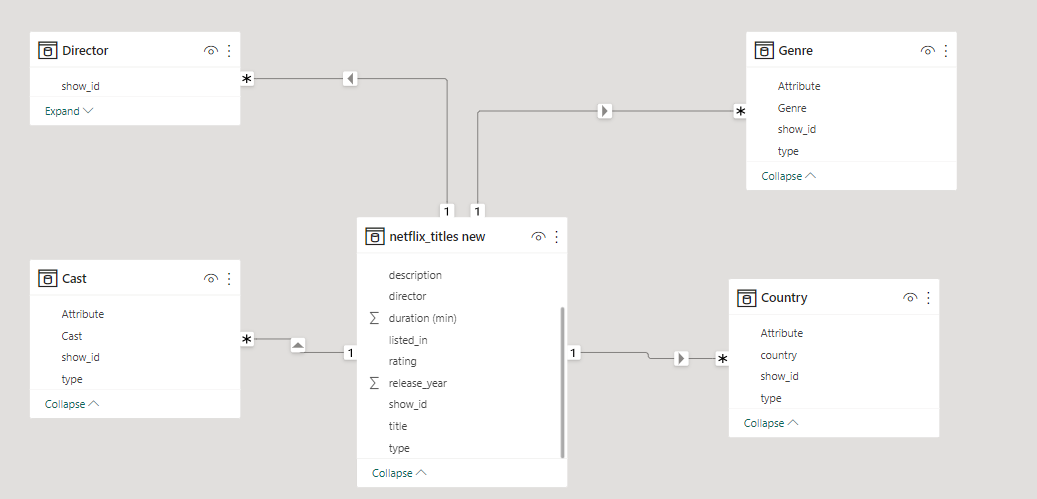 Director
show_id
Expand
*
1
Genre
Attribute
Genre
show_id
type
Collapse
*
1
netflix_titles new
description
director
∑ duration (min)
listed_in
rating
∑ release_year
show_id
title
type
Collapse
Cast
Attribute
Cast
show_id
type
Collapse
*
1
Country
Attribute
country
show_id
type
Collapse
1
*